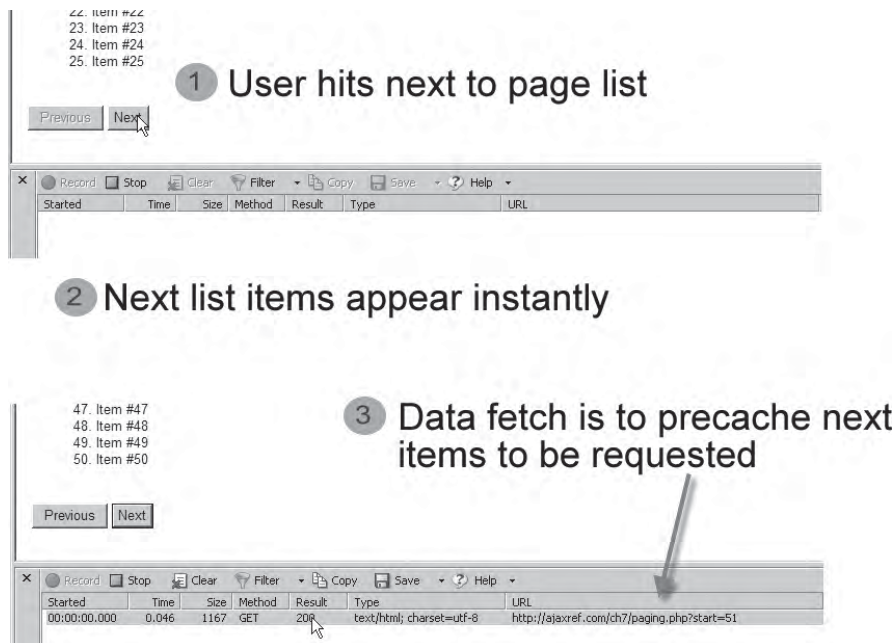 22. Item #22
23. Item #23
24. Item #24
25. Item #25
1 User hits next to page list
Previous Next
Record Stop Clear Filter Copy Save Help
Started Time Size Method Result Type URL
2 Next list items appear instantly
47. Item #47
48. Item #48
49. Item #49
50. Item #50
3 Data fetch is to precache next
items to be requested
Previous Next
Record Stop Clear Filter Copy Save Help
Started Time Size Method Result Type URL
00:00:00.000 0.046 1167 GET 200 text/html; charset=utf-8 http://ajaxref.com/ch7/paging.php?start=51